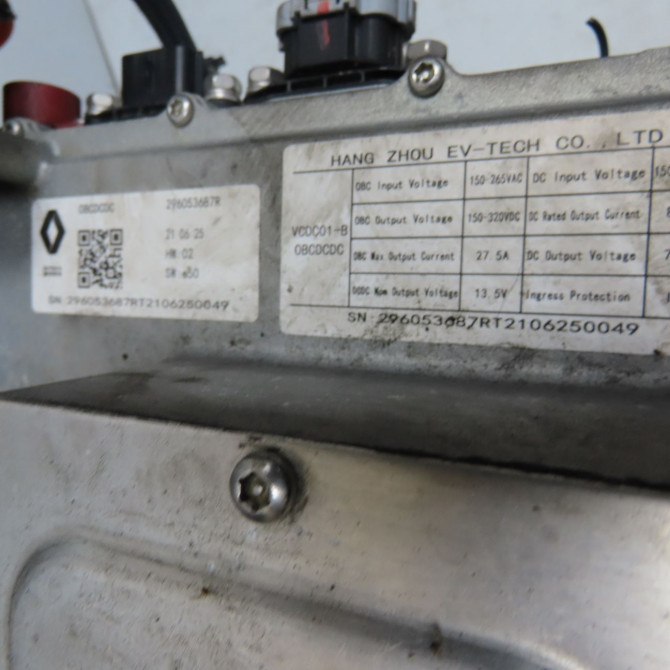 OBCDCDC 296053687R
21 06 25
HW:02
SW:e50
SN:296053687RT2106250049
HANG ZHOU EV-TECH CO.,LTD
VCDC01-B
OBCDCDC
OBC Input Voltage 150-265VAC DC Input Voltage
OBC Output Voltage 150-320VDC DC Rated Output Current
OBC Max Output Current 27.5A DC Output Voltage
DCDC Nom Output Voltage 13.5V Ingress Protection
SN:296053687RT2106250049